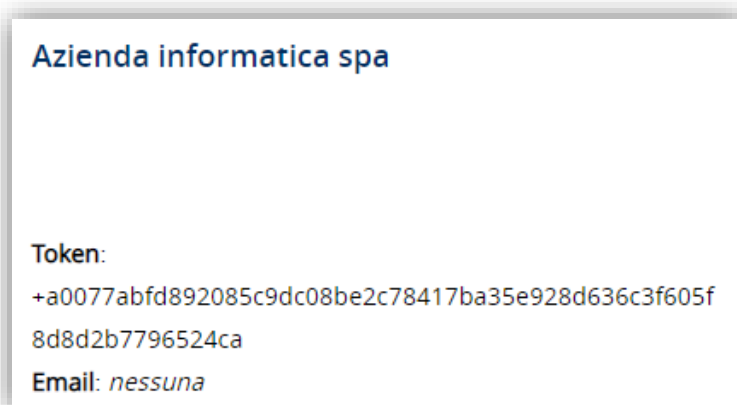 Azienda informatica spa
Token:
+a0077abfd892085c9dc08be2c78417ba35e928d636c3f605f
8d8d2b7796524ca
Email: nessuna